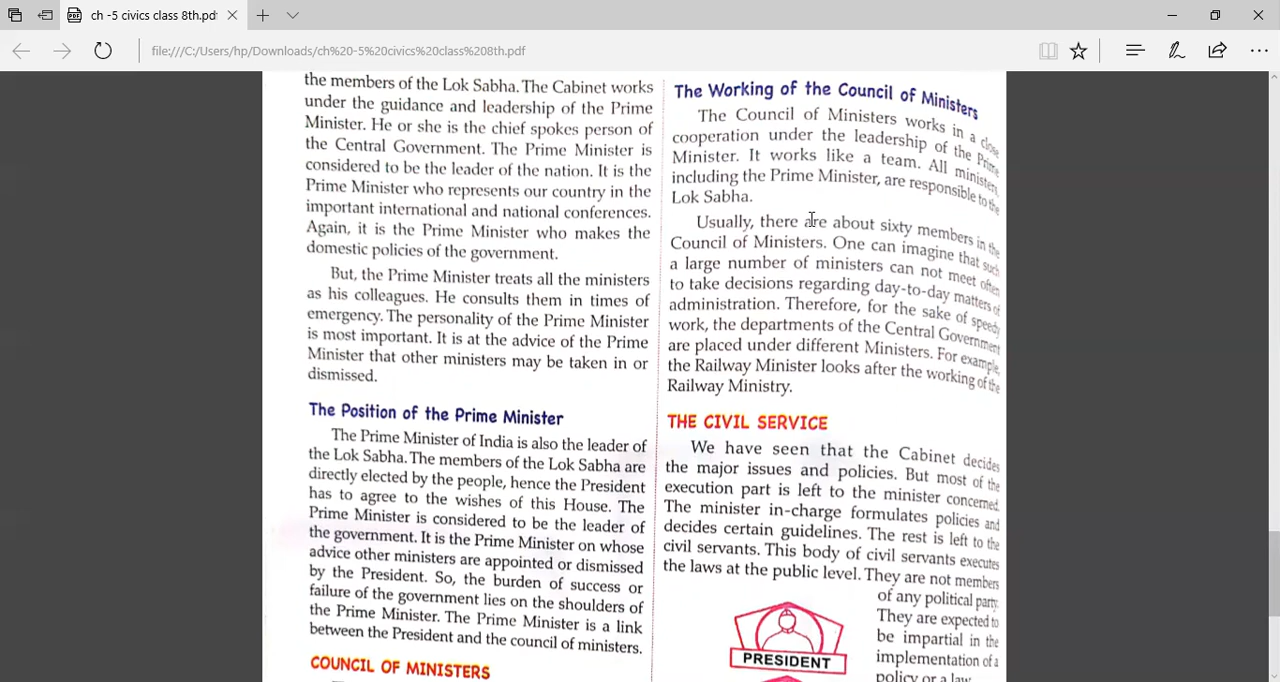 ch -5 civics class 8th.pdf
file:///C:/Users/hp/Downloads/ch%20-5%20civics%20class%208th.pdf
the members of the Lok Sabha. The Cabinet works
under the guidance and leadership of the Prime
Minister. He or she is the chief spokes person of
the Central Government. The Prime Minister is
considered to be the leader of the nation. It is the
Prime Minister who represents our country in the
important international and national conferences.
Again, it is the Prime Minister who makes the
domestic policies of the government.
But, the Prime Minister treats all the ministers
as his colleagues. He consults them in times of
emergency. The personality of the Prime Minister
is most important. It is at the advice of the Prime
Minister that other ministers may be taken in or
dismissed.
The Position of the Prime Minister
The Prime Minister of India is also the leader of
the Lok Sabha. The members of the Lok Sabha are
directly elected by the people, hence the President
has to agree to the wishes of this House. The
Prime Minister is considered to be the leader of
the government. It is the Prime Minister on whose
advice other ministers are appointed or dismissed
by the President. So, the burden of success or
failure of the government lies on the shoulders of
the Prime Minister. The Prime Minister is a link
between the President and the council of ministers.
COUNCIL OF MINISTERS
The Working of the Council of Ministers
The Council of Ministers works in a close
cooperation under the leadership of the Prime
Minister. It works like a team. All ministers,
including the Prime Minister, are responsible to the
Lok Sabha.
Usually, there are about sixty members in the
Council of Ministers. One can imagine that such
a large number of ministers can not meet often
to take decisions regarding day-to-day matters of
administration. Therefore, for the sake of speedy
work, the departments of the Central Government
are placed under different Ministers. For example,
the Railway Minister looks after the working of the
Railway Ministry.
THE CIVIL SERVICE
We have seen that the Cabinet decides
the major issues and policies. But most of the
execution part is left to the minister concerned.
The minister in-charge formulates policies and
decides certain guidelines. The rest is left to the
civil servants. This body of civil servants executes
the laws at the public level. They are not members
of any political party.
They are expected to
be impartial in the
implementation of a
policy or a law.
PRESIDENT